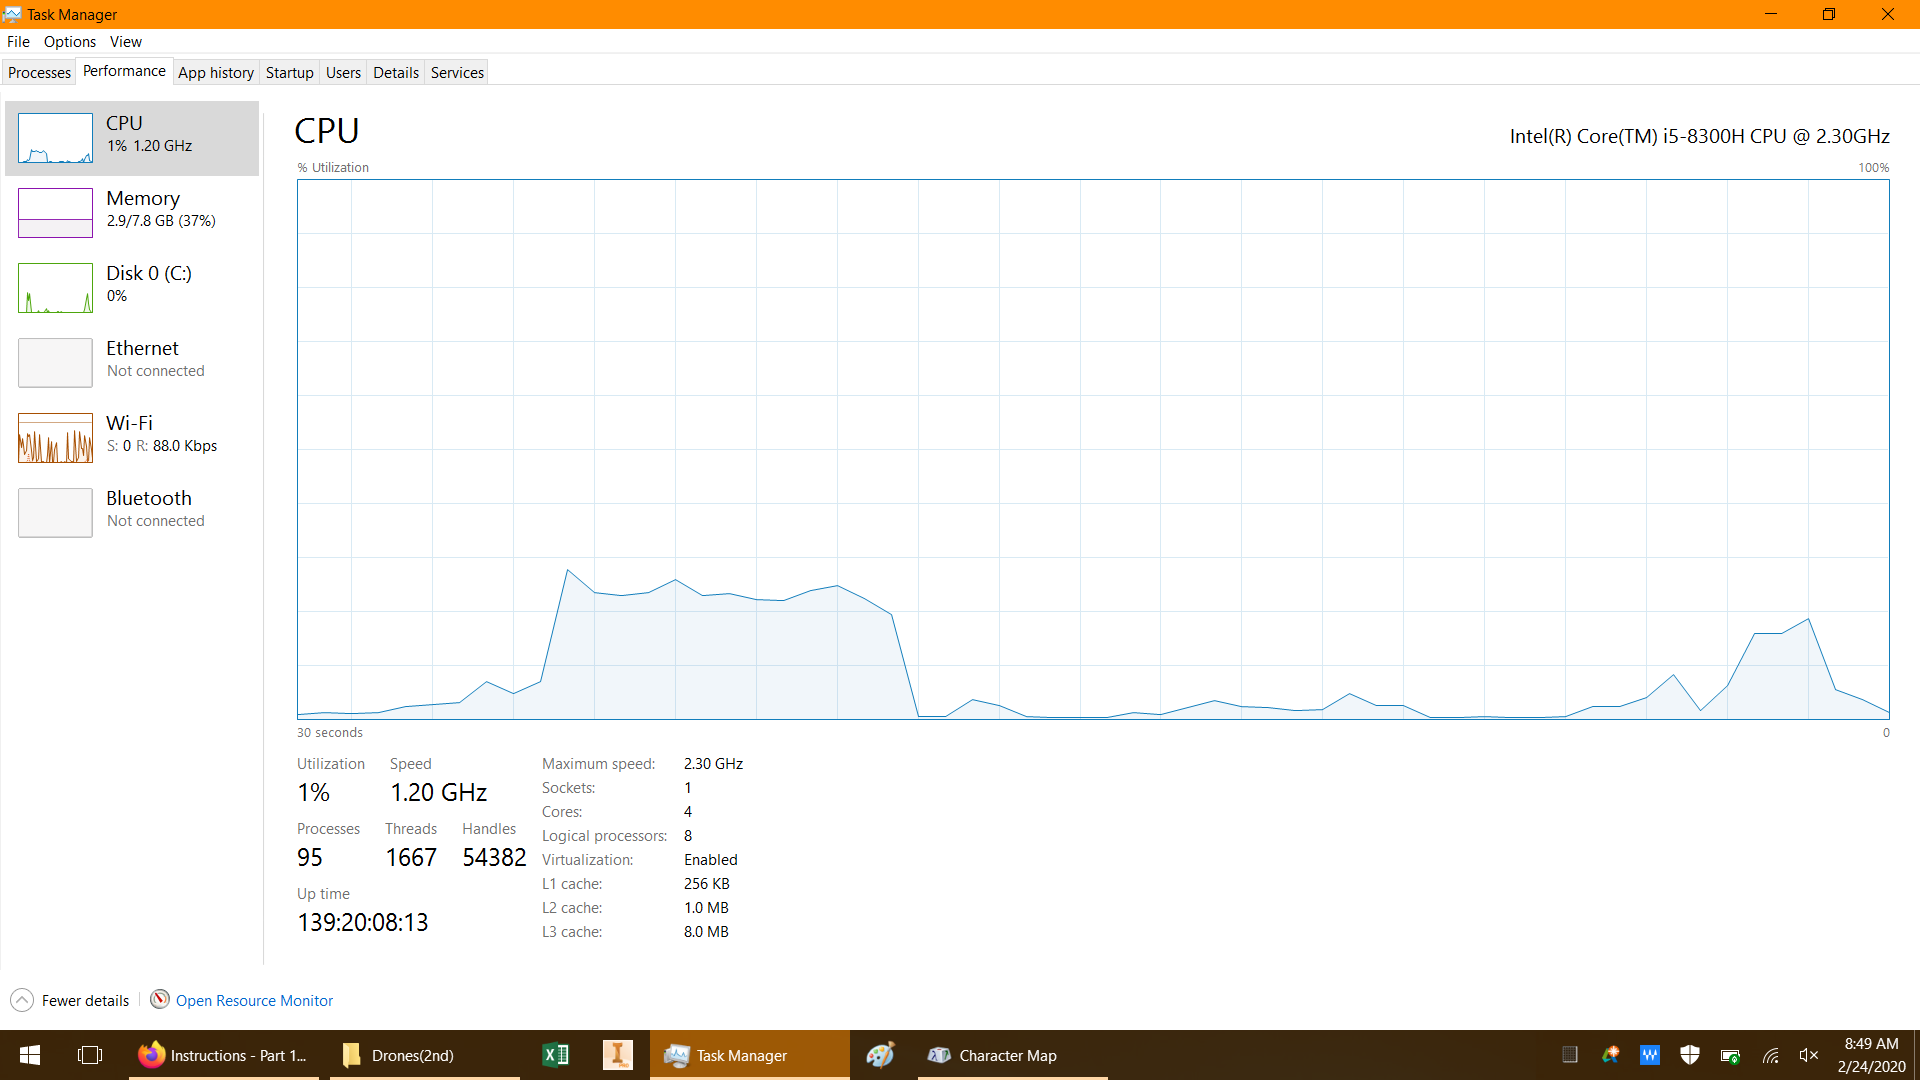 Task Manager
File Options View
Processes Performance App history Startup Users Details Services
CPU
1% 1.20 GHz
Memory
2.9/7.8 GB (37%)
Disk 0 (C:)
0%
Ethernet
Not connected
Wi-Fi
S: 0 R: 88.0 Kbps
Bluetooth
Not connected
CPU
Intel(R) Core(TM) i5-8300H CPU @ 2.30GHz
% Utilization 100%
30 seconds 0
Utilization Speed
1% 1.20 GHz
Processes Threads Handles
95 1667 54382
Up time
139:20:08:13
Maximum speed: 2.30 GHz
Sockets: 1
Cores: 4
Logical processors: 8
Virtualization: Enabled
L1 cache: 256 KB
L2 cache: 1.0 MB
L3 cache: 8.0 MB
Fewer details Open Resource Monitor
Instructions - Part 1... Drones(2nd) Task Manager Character Map
8:49 AM
2/24/2020